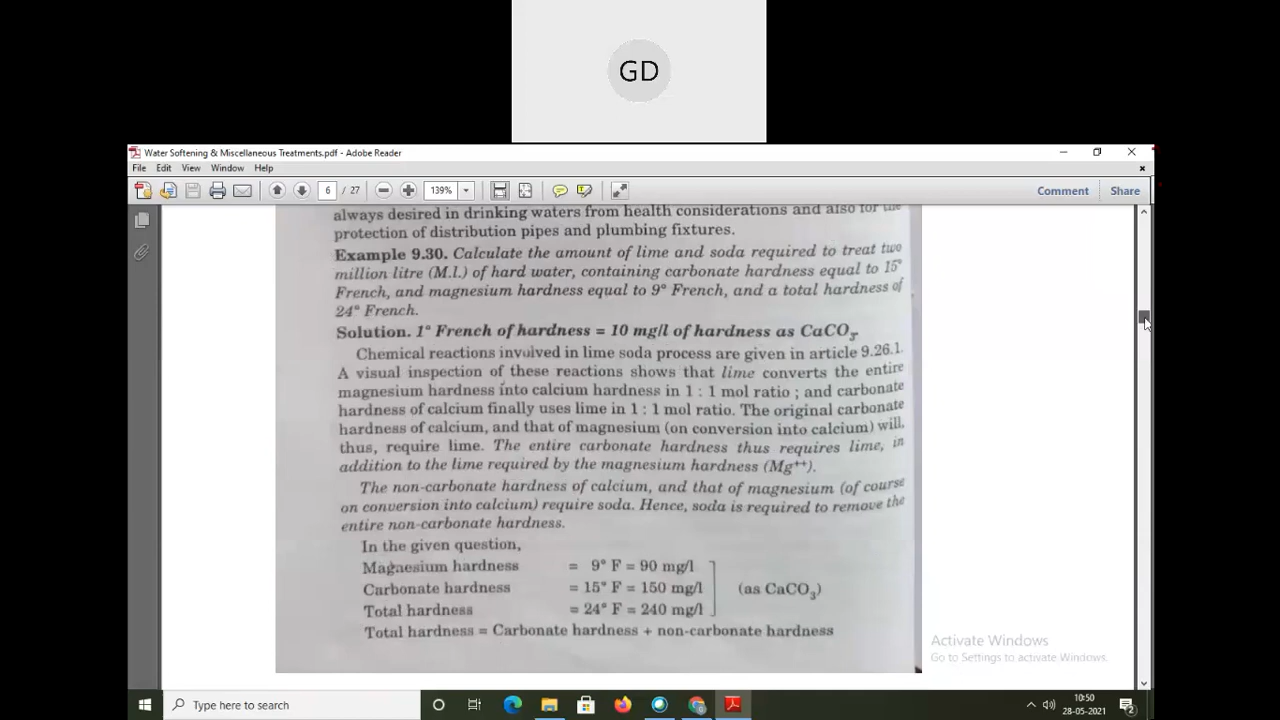 GD
Water Softening & Miscellaneous Treatments.pdf - Adobe Reader
File Edit View Window Help
6 / 27 139% Comment Share
always desired in drinking waters from health considerations and also for the
protection of distribution pipes and plumbing fixtures.
Example 9.30. Calculate the amount of lime and soda required to treat two
million litre (M.l.) of hard water, containing carbonate hardness equal to 15°
French, and magnesium hardness equal to 9° French, and a total hardness of
24° French.
Solution. 1° French of hardness = 10 mg/l of hardness as CaCO3.
Chemical reactions involved in lime soda process are given in article 9.26.1.
A visual inspection of these reactions shows that lime converts the entire
magnesium hardness into calcium hardness in 1 : 1 mol ratio ; and carbonate
hardness of calcium finally uses lime in 1 : 1 mol ratio. The original carbonate
hardness of calcium, and that of magnesium (on conversion into calcium) will,
thus, require lime. The entire carbonate hardness thus requires lime, in
addition to the lime required by the magnesium hardness (Mg++).
The non-carbonate hardness of calcium, and that of magnesium (of course
on conversion into calcium) require soda. Hence, soda is required to remove the
entire non-carbonate hardness.
In the given question,
Magnesium hardness = 9° F = 90 mg/l
Carbonate hardness = 15° F = 150 mg/l (as CaCO3)
Total hardness = 24° F = 240 mg/l
Total hardness = Carbonate hardness + non-carbonate hardness
Activate Windows
Go to Settings to activate Windows.
Type here to search
10:50
28-05-2021
2